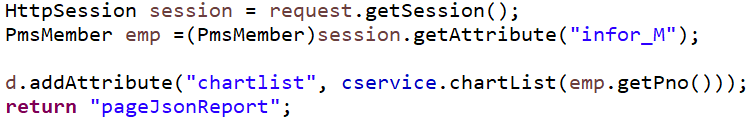 HttpSession session = request.getSession();
PmsMember emp =(PmsMember)session.getAttribute("infor_M");
d.addAttribute("chartlist", cservice.chartList(emp.getPno()));
return "pageJsonReport";